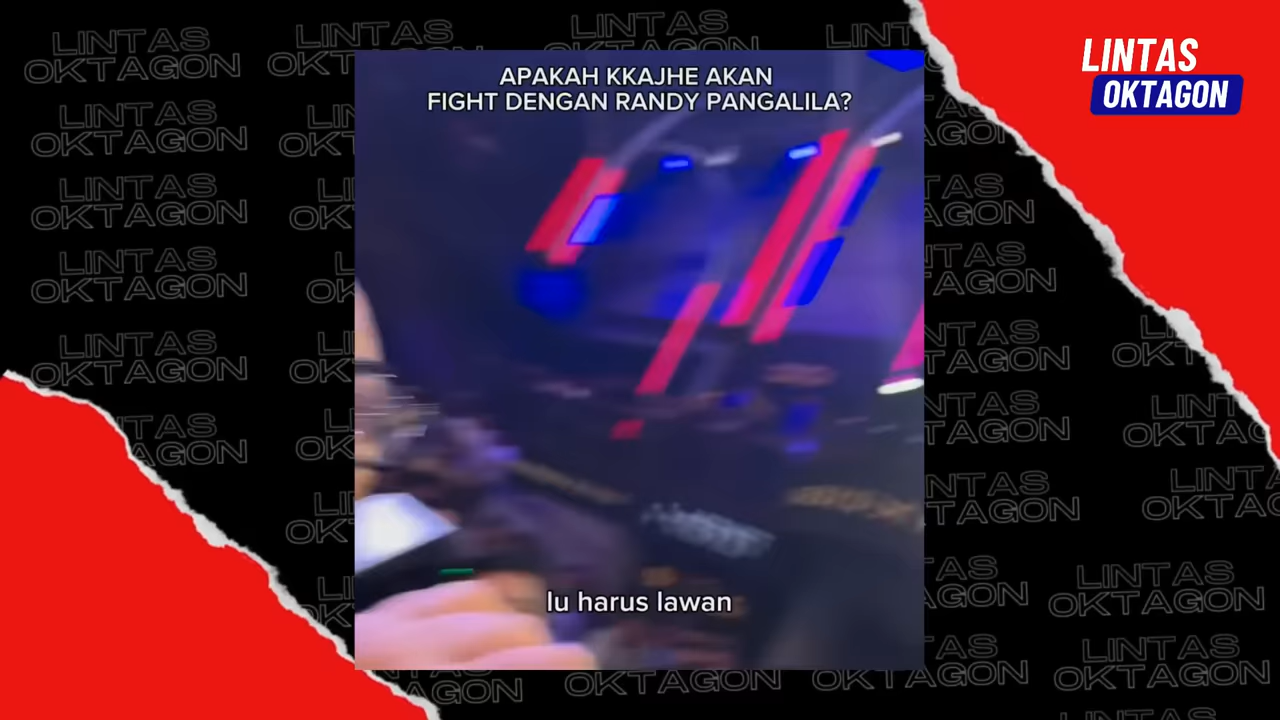 LINTAS
OKTAGON
APAKAH KKAJHE AKAN
FIGHT DENGAN RANDY PANGALILA?
lu harus lawan